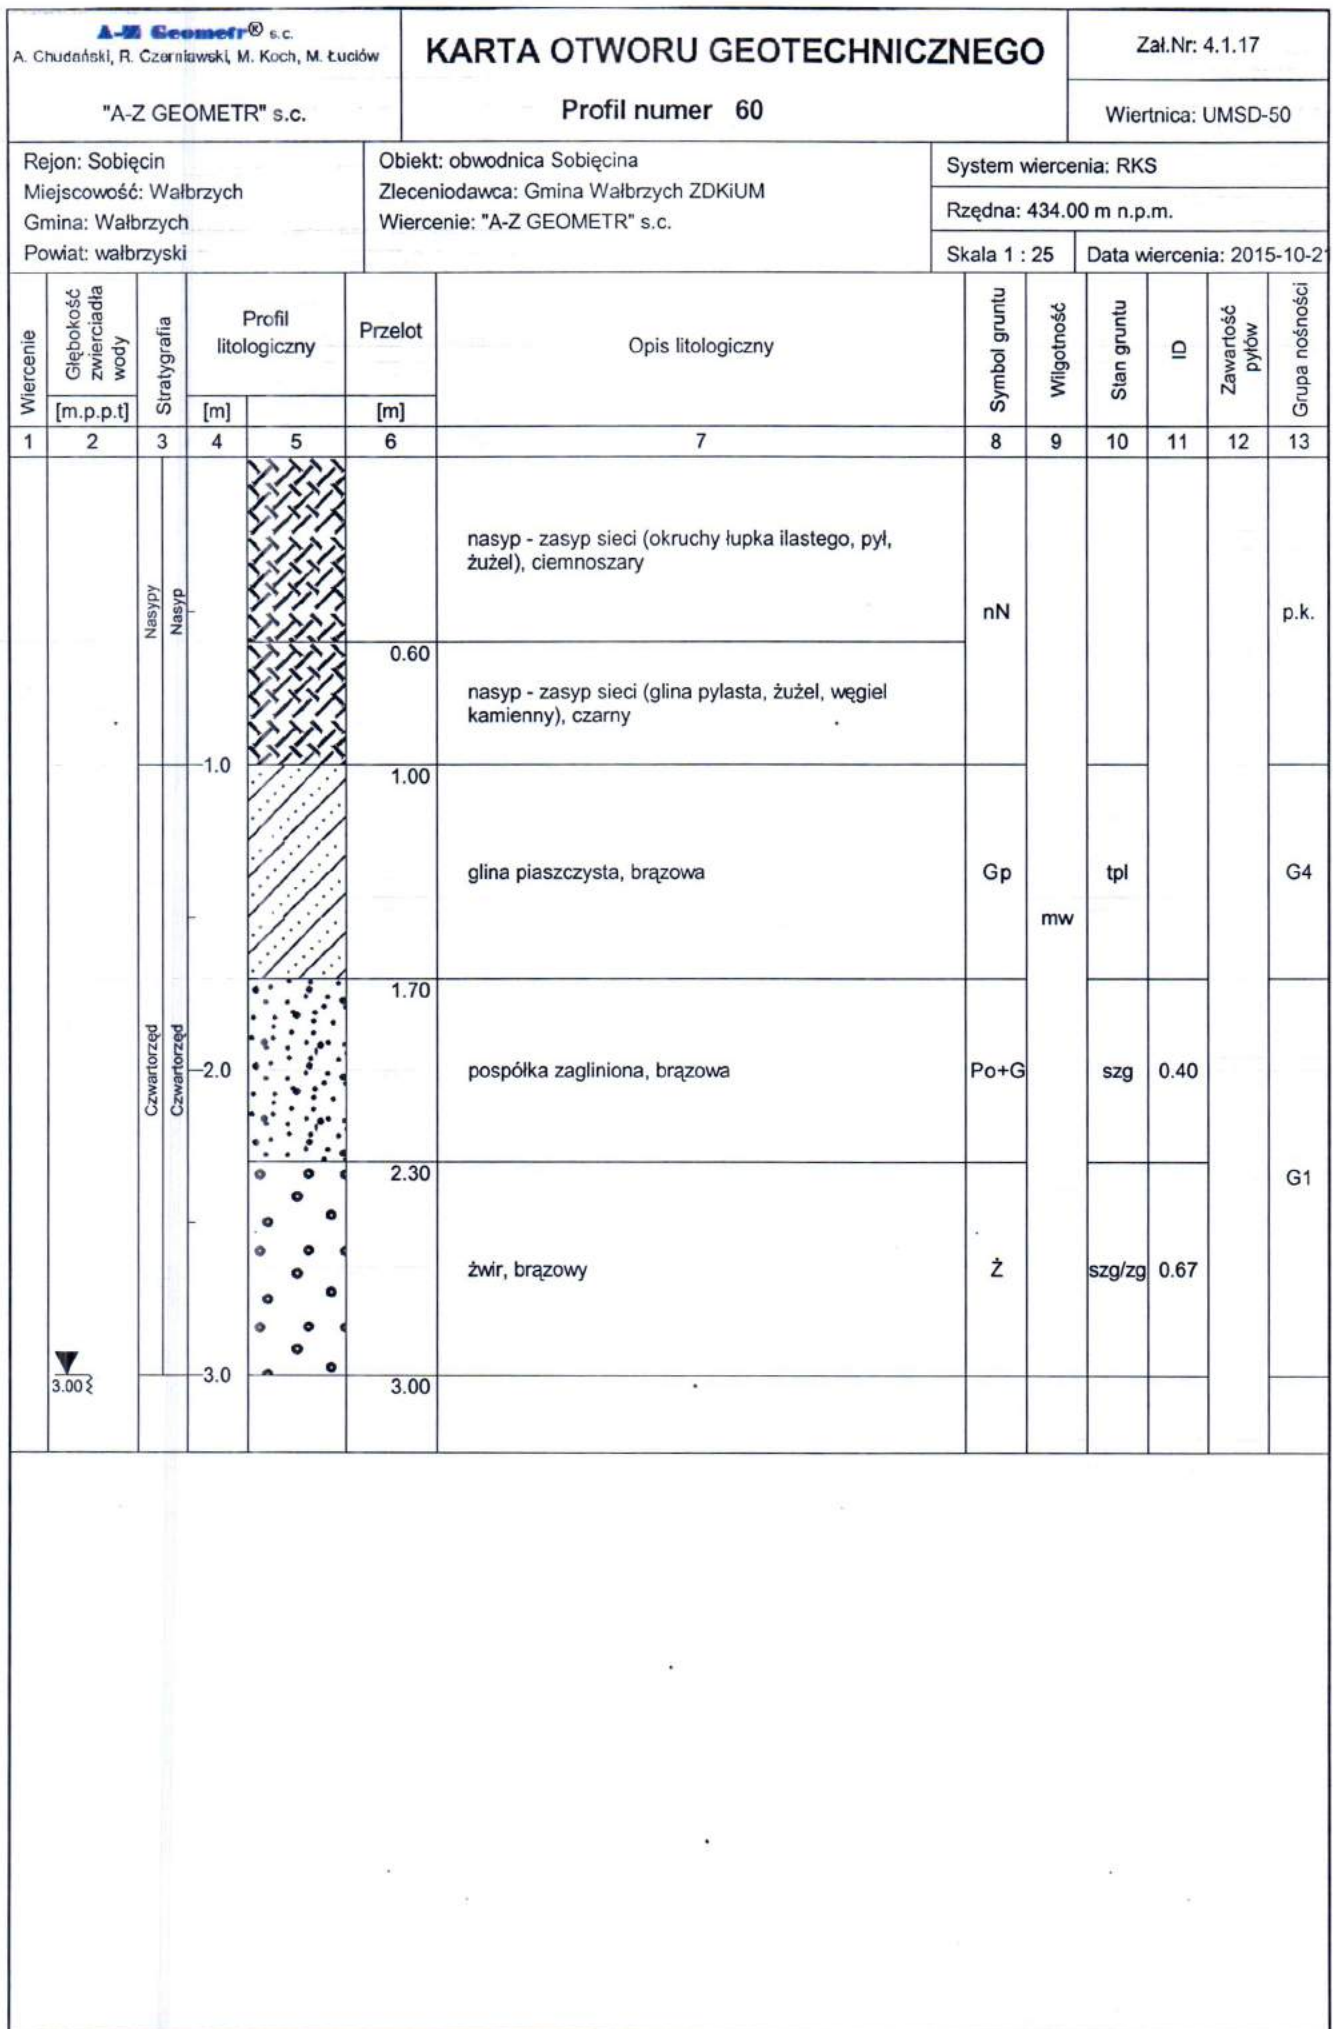 A-Z Geometr® s.c.
A. Chudański, R. Czerniawski, M. Koch, M. Łuciów
"A-Z GEOMETR" s.c.
KARTA OTWORU GEOTECHNICZNEGO
Profil numer 60
Zał.Nr: 4.1.17
Wiertnica: UMSD-50
Rejon: Sobięcin
Miejscowość: Wałbrzych
Gmina: Wałbrzych
Powiat: wałbrzyski
Obiekt: obwodnica Sobięcina
Zleceniodawca: Gmina Wałbrzych ZDKiUM
Wiercenie: "A-Z GEOMETR" s.c.
System wiercenia: RKS
Rzędna: 434.00 m n.p.m.
Skala 1 : 25
Data wiercenia: 2015-10-21
Wiercenie
Głębokość
zwierciadła
wody
[m.p.p.t]
Stratygrafia
Profil
litologiczny
[m]
Przelot
[m]
Opis litologiczny
Symbol gruntu
Wilgotność
Stan gruntu
ID
Zawartość
pyłów
Grupa nośności
1 2 3 4 5 6 7 8 9 10 11 12 13
Nasypy
Nasyp
nasyp - zasyp sieci (okruchy łupka ilastego, pył,
żużel), ciemnoszary
nN
p.k.
0.60
nasyp - zasyp sieci (glina pylasta, żużel, węgiel
kamienny), czarny
1.0
1.00
glina piaszczysta, brązowa
Gp
tpl
G4
mw
1.70
Czwartorzęd
Czwartorzęd
2.0
pospółka zagliniona, brązowa
Po+G
szg
0.40
2.30
G1
żwir, brązowy
Ż
szg/zg
0.67
3.00
3.0
3.00